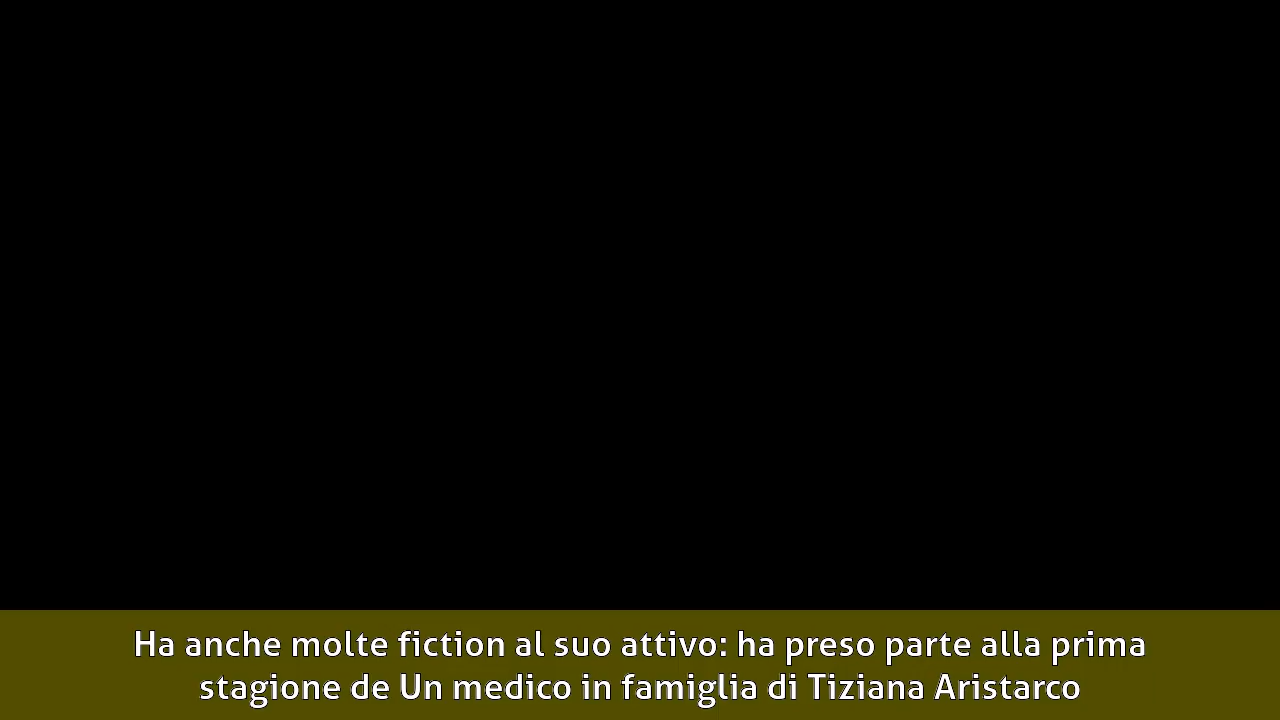 Ha anche molte fiction al suo attivo: ha preso parte alla prima
stagione de Un medico in famiglia di Tiziana Aristarco